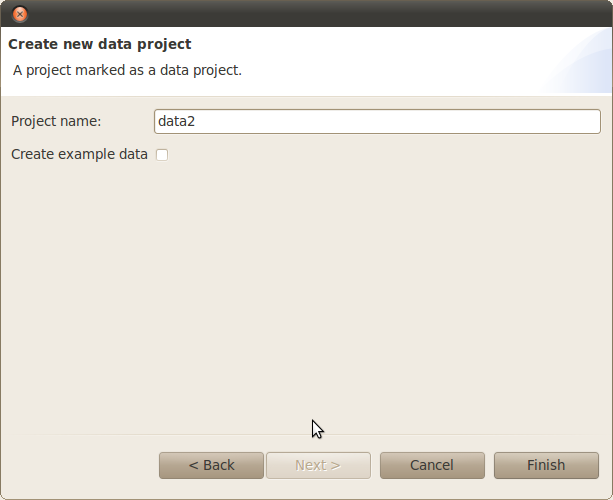 Create new data project
A project marked as a data project.
Project name: data2
Create example data
< Back Next > Cancel Finish